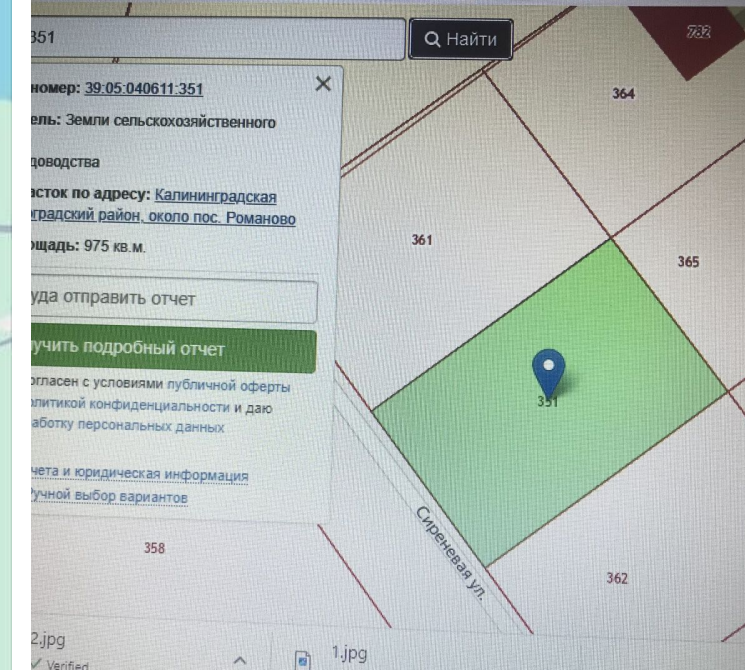 351
Найти
номер: 39:05:040611:351
ель: Земли сельскохозяйственного
доводства
асток по адресу: Калининградская
оградский район, около пос. Романово
ощадь: 975 кв.м.
уда отправить отчет
учить подробный отчет
огласен с условиями публичной оферты
олитикой конфиденциальности и даю
аботку персональных данных
чета и юридическая информация
Ручной выбор вариантов
782
364
361
365
351
Сиреневая ул.
358
362
2.jpg
Verified
1.jpg